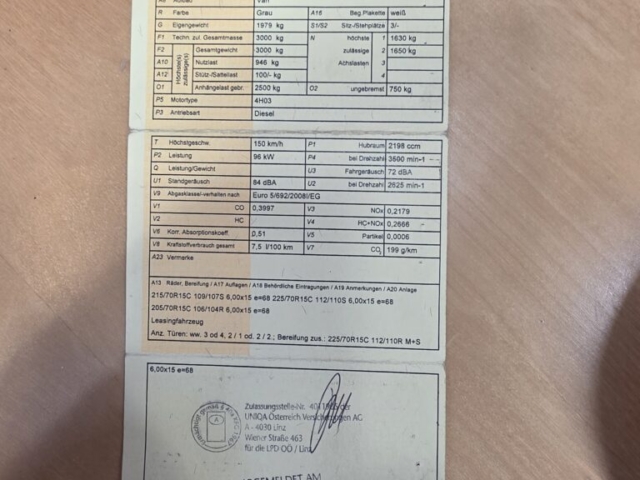 Van
R Farbe Grau A16 Beg.Plakette weiß
G Eigengewicht 1979 kg S1/S2 Sitz-/Stehplätze 3/-
F1 Techn. zul. Gesamtmasse 3000 kg N höchste 1 1630 kg
F2 Höchste(s) zulässige(s) Gesamtgewicht 3000 kg zulässige 2 1650 kg
A10 Nutzlast 946 kg Achslasten 3
A12 Stütz-/Sattellast 100/- kg 4
O1 Anhängelast gebr. 2500 kg O2 ungebremst 750 kg
P5 Motortype 4H03
P3 Antriebsart Diesel
T Höchstgeschw. 150 km/h P1 Hubraum 2198 ccm
P2 Leistung 96 kW P4 bei Drehzahl 3500 min-1
Q Leistung/Gewicht U3 Fahrgeräusch 72 dBA
U1 Standgeräusch 84 dBA U2 bei Drehzahl 2625 min-1
V9 Abgasklasse/-verhalten nach Euro 5/692/2008/EG
V1 CO 0,3997 V3 NOx 0,2179
V2 HC V4 HC+NOx 0,2666
V6 Korr. Absorptionskoeff. 0,51 V5 Partikel 0,0006
V8 Kraftstoffverbrauch gesamt 7,5 l/100 km V7 CO2 199 g/km
A23 Vermerke
A13 Räder, Bereifung / A17 Auflagen / A18 Behördliche Eintragungen / A19 Anmerkungen / A20 Anlage
215/70R15C 109/107S 6,00x15 e=68 225/70R15C 112/110S 6,00x15 e=68
205/70R15C 106/104R 6,00x15 e=68
Leasingfahrzeug
Anz. Türen: ww. 3 od 4, 2 / 1 od. 2 / 2 ; Bereifung zus.: 225/70R15C 112/110R M+S
6,00x15 e=68
Zulassungsstelle-Nr. der
UNIQA Österreich Versicherungen AG
A - 4030 Linz
Wiener Straße 463
für die LPD OÖ / Linz
ABGEMELDET AM